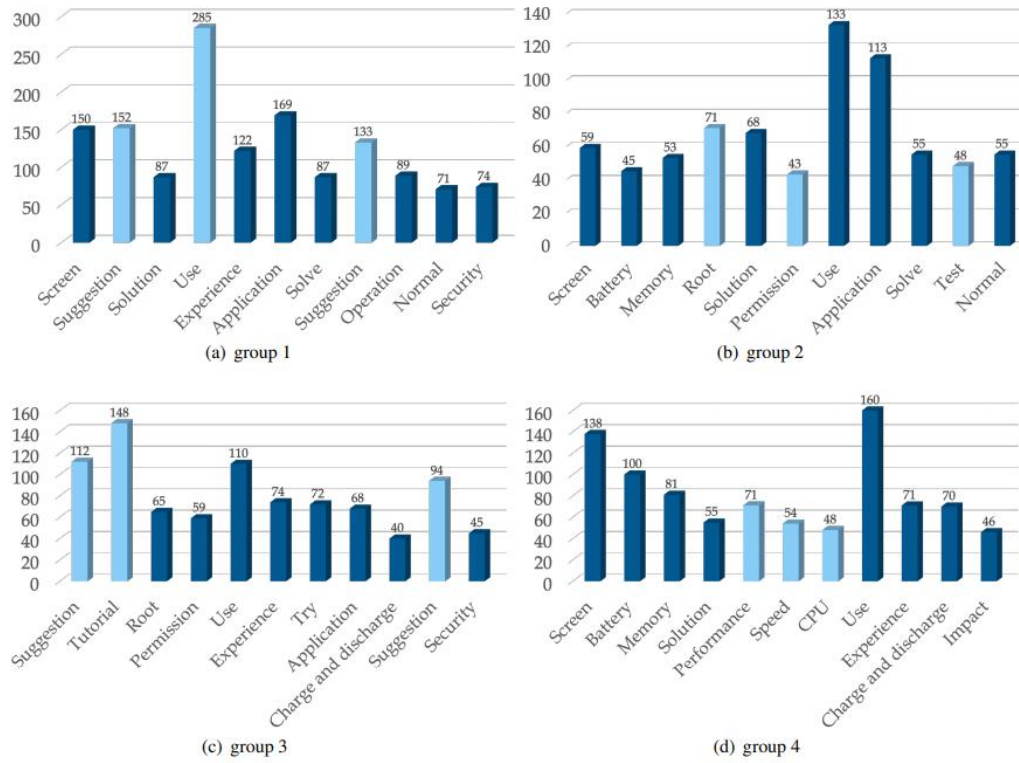 300
250
200
150
100
50
0
150
152
87
285
122
169
87
133
89
71
74
Screen
Suggestion
Solution
Use
Experience
Application
Solve
Suggestion
Operation
Normal
Security
(a) group 1
140
120
100
80
60
40
20
0
59
45
53
71
68
43
133
113
55
48
55
Screen
Battery
Memory
Root
Solution
Permission
Use
Application
Solve
Test
Normal
(b) group 2
160
140
120
100
80
60
40
20
0
112
148
65
59
110
74
72
68
40
94
45
Suggestion
Tutorial
Root
Permission
Use
Experience
Try
Application
Charge and discharge
Suggestion
Security
(c) group 3
160
140
120
100
80
60
40
20
0
138
100
81
55
71
54
48
160
71
70
46
Screen
Battery
Memory
Solution
Performance
Speed
CPU
Use
Experience
Charge and discharge
Impact
(d) group 4